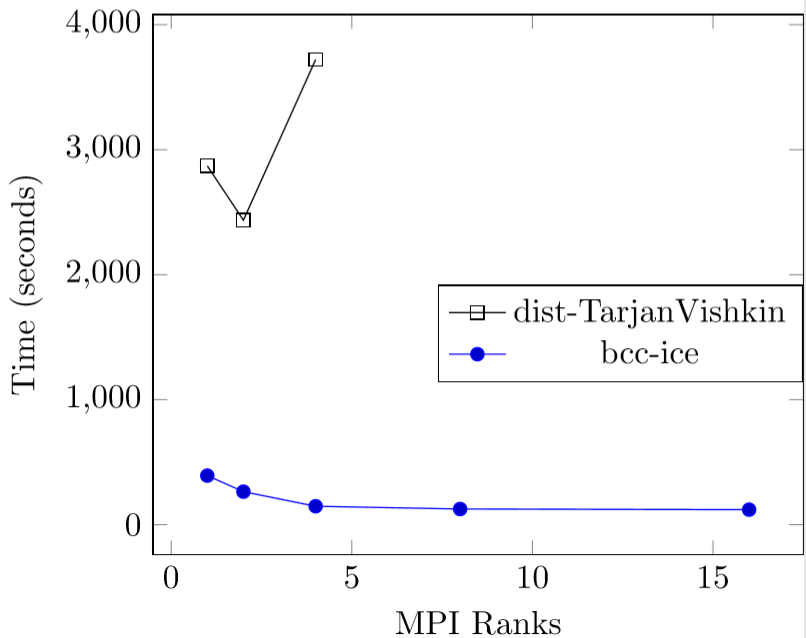 4,000
3,000
2,000
1,000
0
Time (seconds)
dist-TarjanVishkin
bcc-ice
0 5 10 15
MPI Ranks